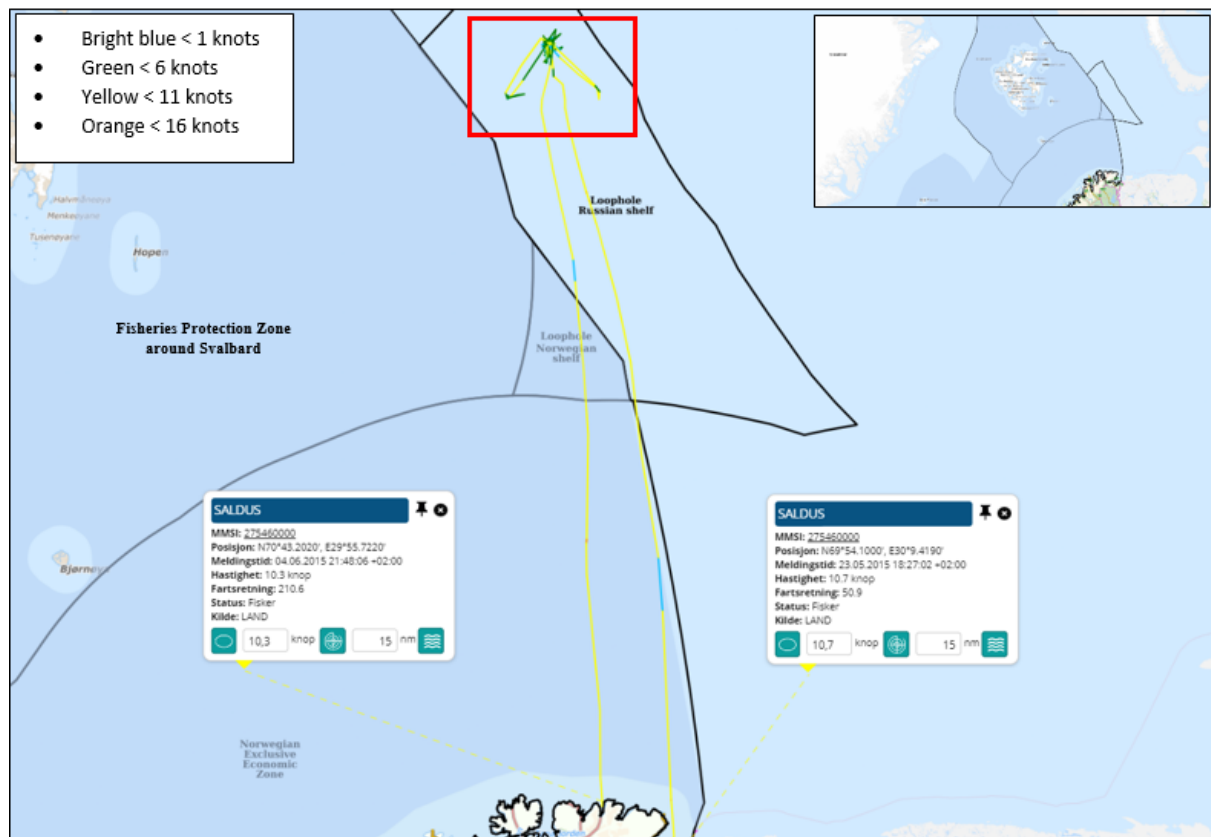 • Bright blue < 1 knots
• Green < 6 knots
• Yellow < 11 knots
• Orange < 16 knots
Halvmåneøya
Menkeøyane
Tusenøyane
Hopen
Loophole
Russian shelf
Fisheries Protection Zone
around Svalbard
Loophole
Norwegian
shelf
Bjørnøya
SALDUS
MMSI: 275460000
Posisjon: N70°43.2020', E29°55.7220'
Meldingstid: 04.06.2015 21:48:06 +02:00
Hastighet: 10.3 knop
Fartsretning: 210.6
Status: Fisker
Kilde: LAND
10,3 knop 15 nm
SALDUS
MMSI: 275460000
Posisjon: N69°54.1000', E30°9.4190'
Meldingstid: 23.05.2015 18:27:02 +02:00
Hastighet: 10.7 knop
Fartsretning: 50.9
Status: Fisker
Kilde: LAND
10,7 knop 15 nm
Norwegian
Exclusive
Economic
Zone